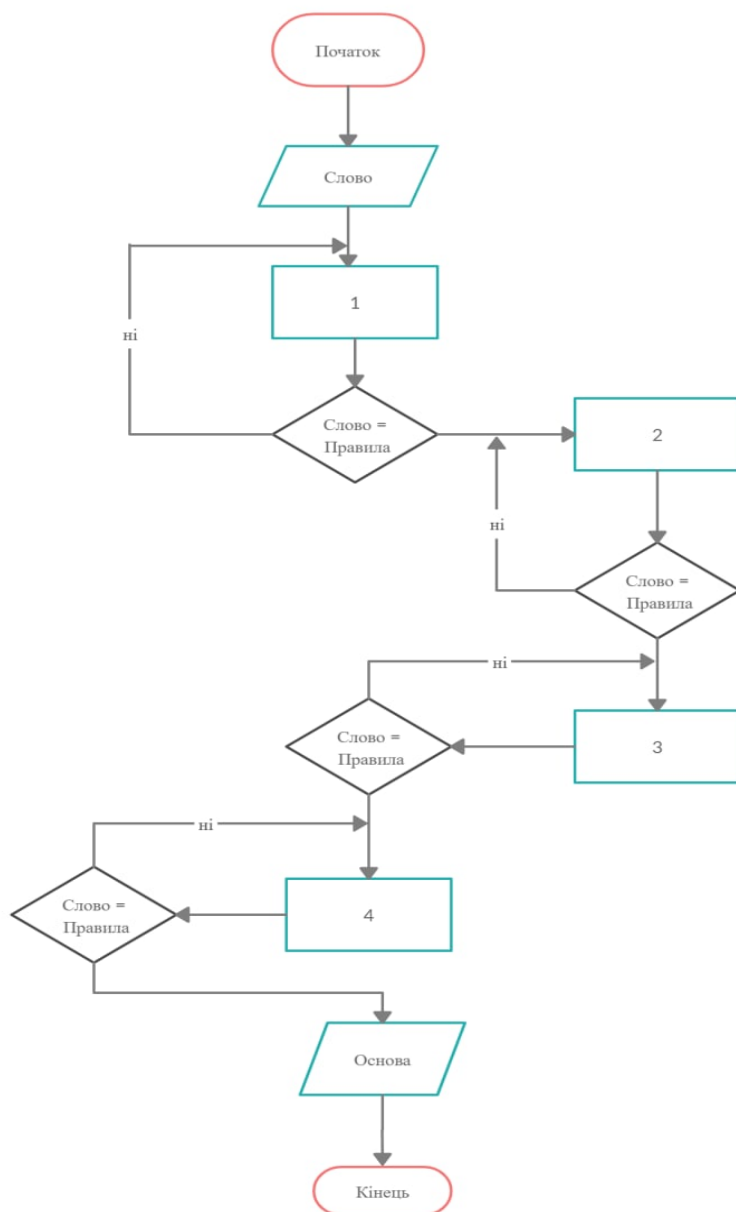 Початок
Слово
1
ні
Слово =
Правила
2
ні
Слово =
Правила
ні
Слово =
Правила
3
ні
Слово =
Правила
4
Основа
Кінець